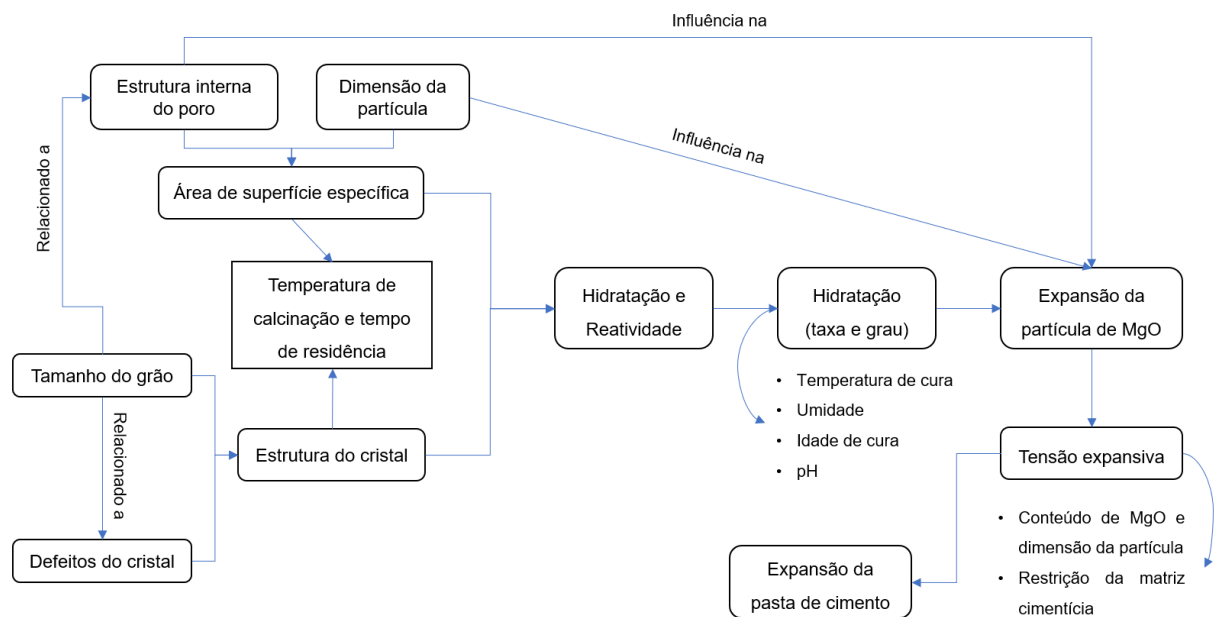 Influência na
Estrutura interna
do poro
Dimensão da
partícula
Influência na
Relacionado a
Área de superfície específica
Temperatura de
calcinação e tempo
de residência
Hidratação e
Reatividade
Hidratação
(taxa e grau)
Expansão da
partícula de MgO
Tamanho do grão
Relacionado a
• Temperatura de cura
• Umidade
• Idade de cura
• pH
Estrutura do cristal
Tensão expansiva
Defeitos do cristal
• Conteúdo de MgO e
dimensão da partícula
• Restrição da matriz
cimentícia
Expansão da
pasta de cimento